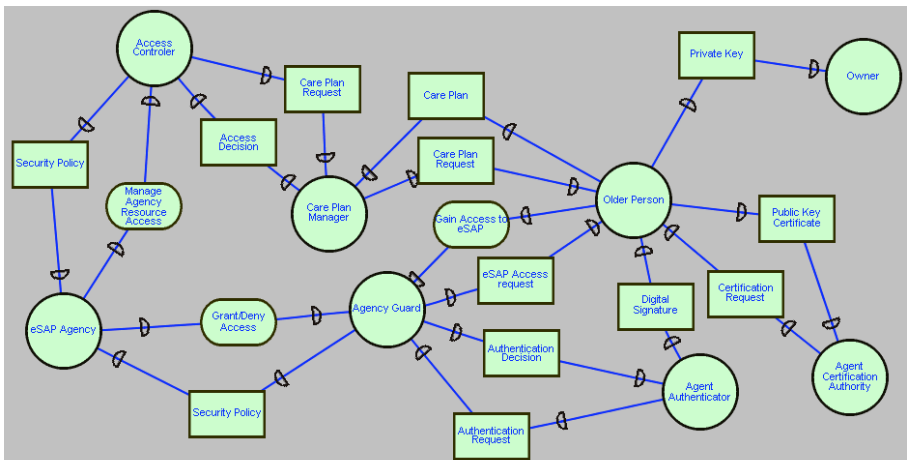 Access
Controler
Private Key
Owner
Care Plan
Request
Care Plan
Access
Decision
Care Plan
Request
Security Policy
Manage
Agency
Resource
Access
Care Plan
Manager
Older Person
Gain Access to
eSAP
Public Key
Certificate
eSAP Access
request
Certification
Request
Digital
Signature
eSAP Agency
Grant/Deny
Access
Agency Guard
Authentication
Decision
Agent
Certification
Authority
Agent
Authenticator
Security Policy
Authentication
Request